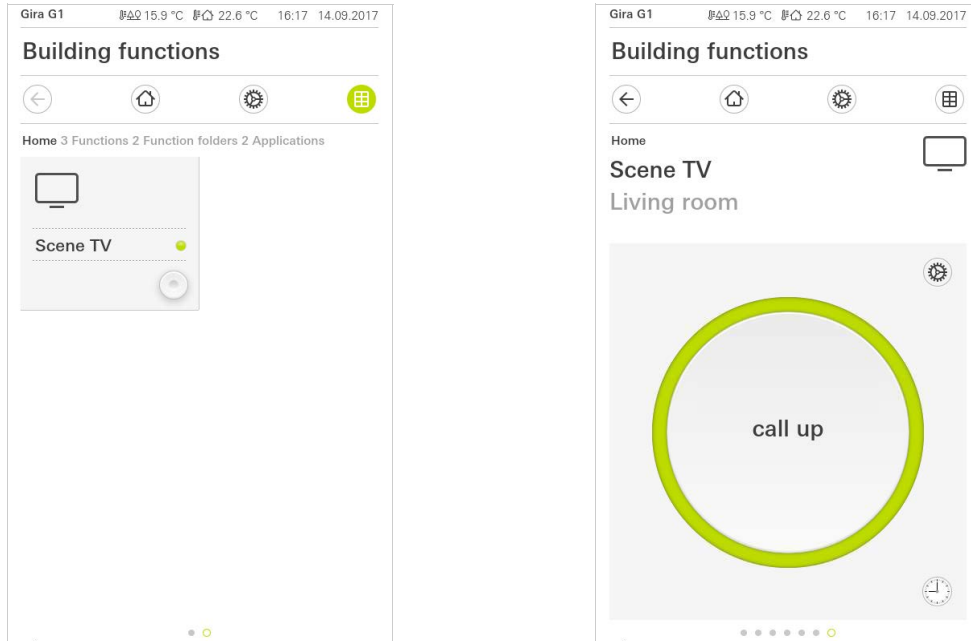 Gira G1 15.9 °C 22.6 °C 16:17 14.09.2017
Building functions
Home 3 Functions 2 Function folders 2 Applications
Scene TV
Gira G1 15.9 °C 22.6 °C 16:17 14.09.2017
Building functions
Home
Scene TV
Living room
call up